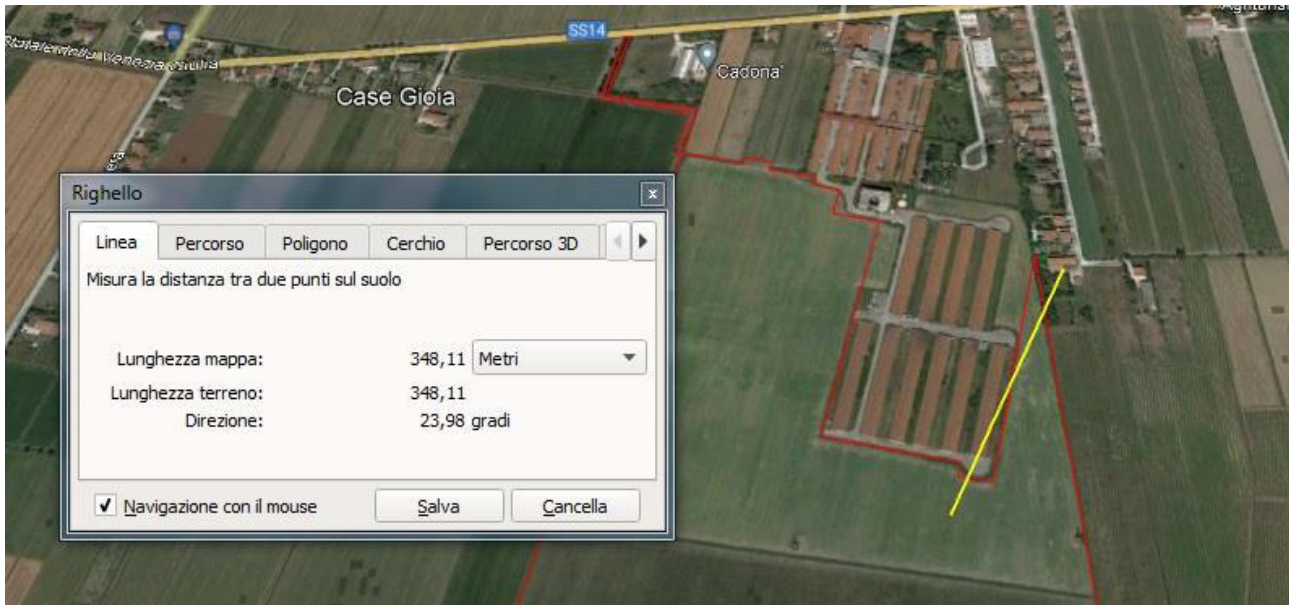 SS14
Statale della Venezia Giulia
Cadona'
Case Gioia
Righello
x
Linea Percorso Poligono Cerchio Percorso 3D
Misura la distanza tra due punti sul suolo
Lunghezza mappa: 348,11 Metri
Lunghezza terreno: 348,11
Direzione: 23,98 gradi
Navigazione con il mouse Salva Cancella